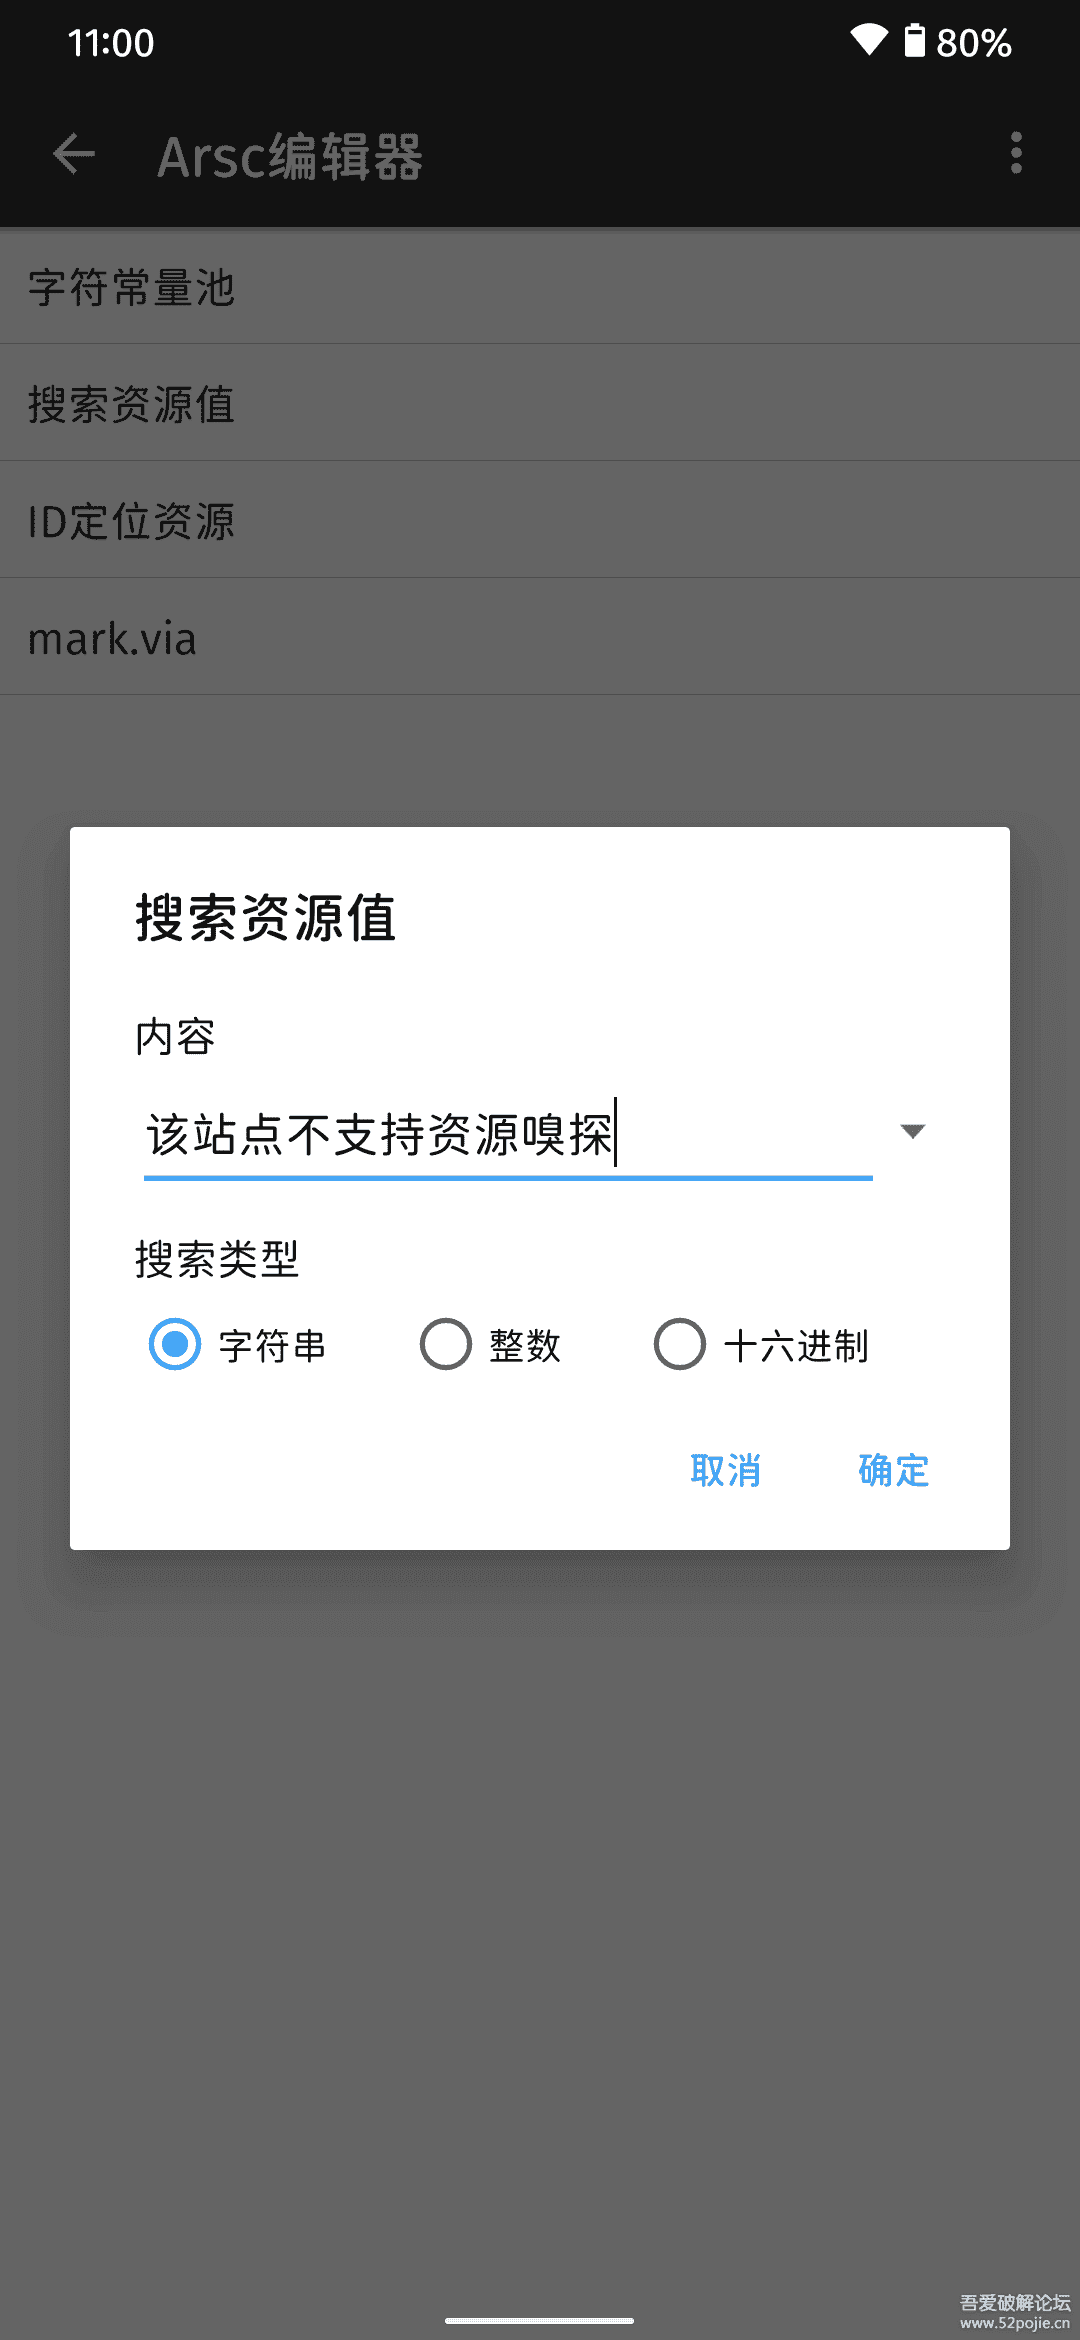 11:00 80%
Arsc编辑器
字符常量池
搜索资源值
ID定位资源
mark.via
搜索资源值
内容
该站点不支持资源嗅探
搜索类型
字符串 整数 十六进制
取消 确定
吾爱破解论坛
www.52pojie.cn